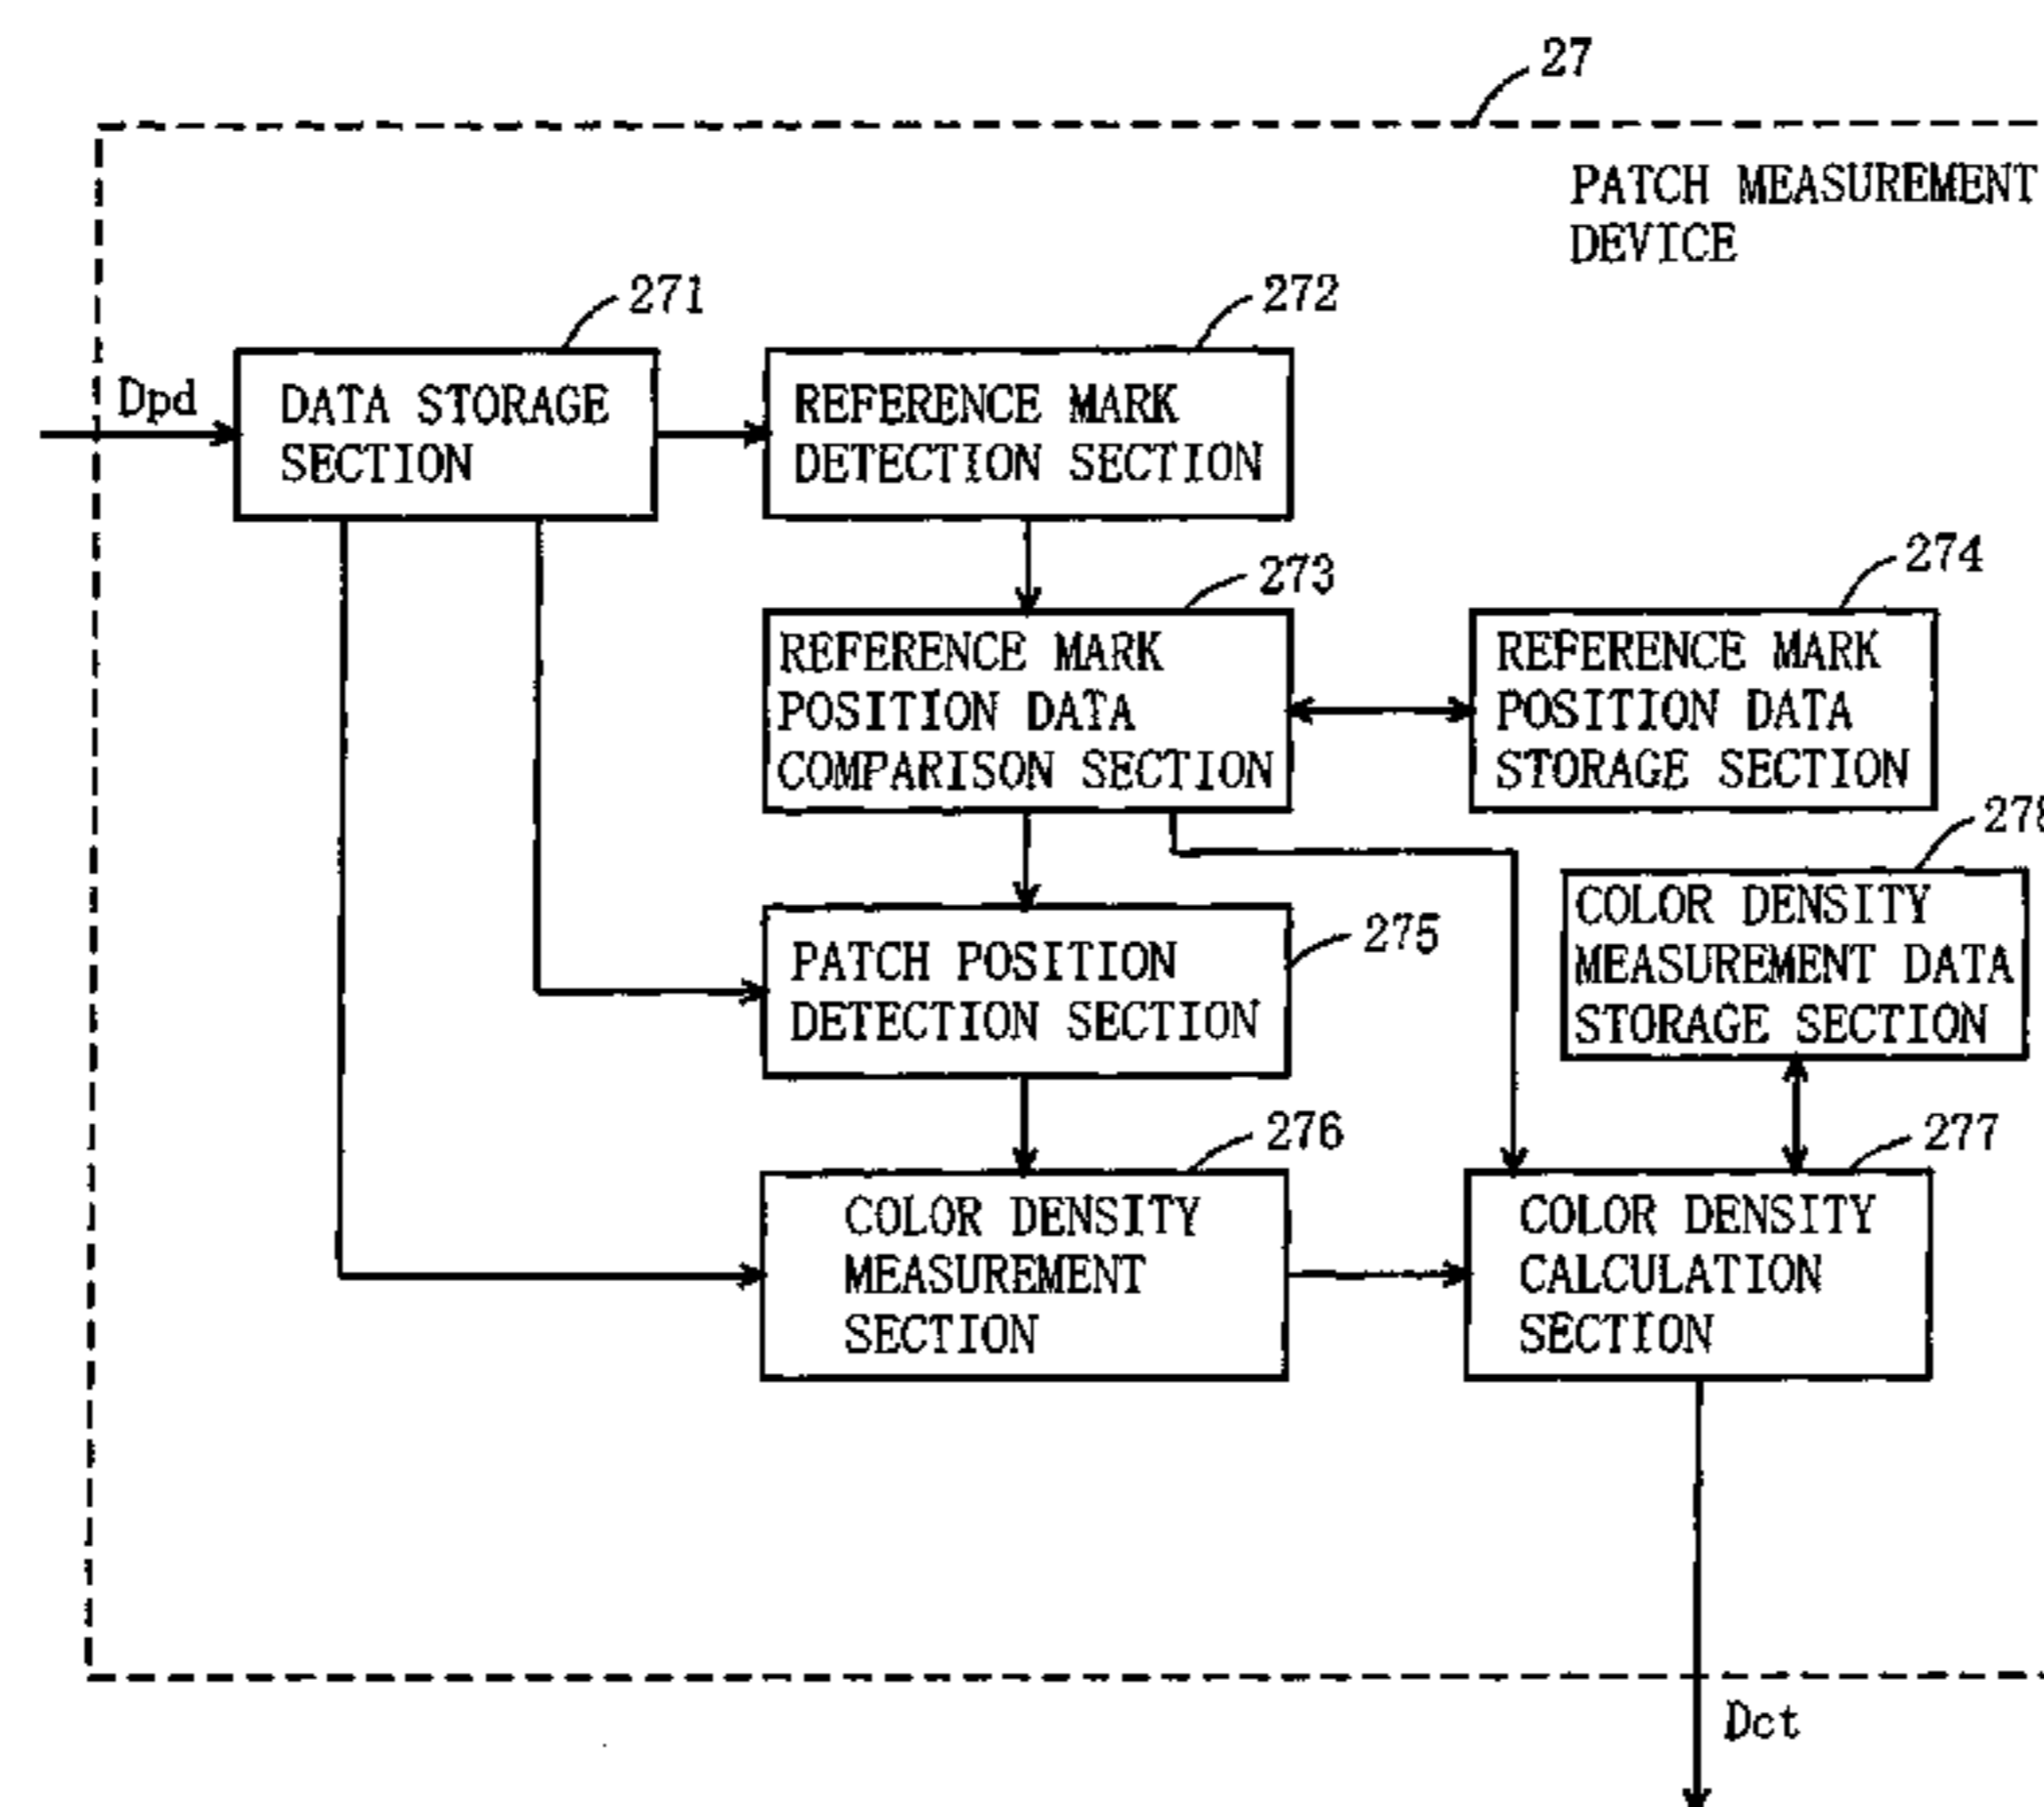 27
PATCH MEASUREMENT
DEVICE
271
272
Dpd
DATA STORAGE
SECTION
REFERENCE MARK
DETECTION SECTION
273
274
REFERENCE MARK
POSITION DATA
COMPARISON SECTION
REFERENCE MARK
POSITION DATA
STORAGE SECTION
278
COLOR DENSITY
MEASUREMENT DATA
STORAGE SECTION
275
PATCH POSITION
DETECTION SECTION
276
277
COLOR DENSITY
MEASUREMENT
SECTION
COLOR DENSITY
CALCULATION
SECTION
Dct